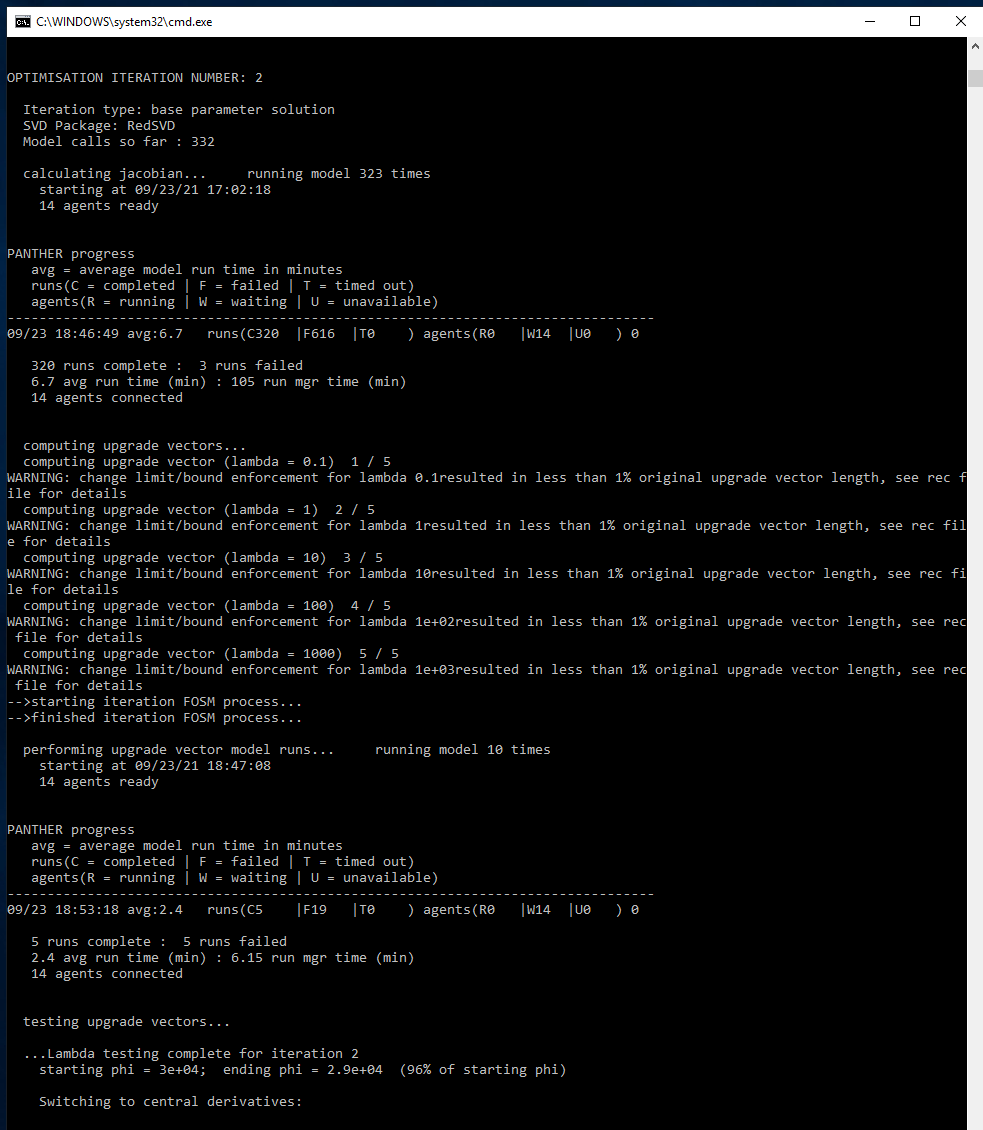 C:\WINDOWS\system32\cmd.exe
OPTIMISATION ITERATION NUMBER: 2
Iteration type: base parameter solution
SVD Package: RedSVD
Model calls so far : 332
calculating jacobian...     running model 323 times
starting at 09/23/21 17:02:18
14 agents ready
PANTHER progress
avg = average model run time in minutes
runs(C = completed | F = failed | T = timed out)
agents(R = running | W = waiting | U = unavailable)
--------------------------------------------------------------------------------
09/23 18:46:49 avg:6.7   runs(C320  |F616  |T0    ) agents(R0   |W14  |U0   ) 0
320 runs complete :  3 runs failed
6.7 avg run time (min) : 105 run mgr time (min)
14 agents connected
computing upgrade vectors...
computing upgrade vector (lambda = 0.1)  1 / 5
WARNING: change limit/bound enforcement for lambda 0.1resulted in less than 1% original upgrade vector length, see rec f
ile for details
computing upgrade vector (lambda = 1)  2 / 5
WARNING: change limit/bound enforcement for lambda 1resulted in less than 1% original upgrade vector length, see rec fil
e for details
computing upgrade vector (lambda = 10)  3 / 5
WARNING: change limit/bound enforcement for lambda 10resulted in less than 1% original upgrade vector length, see rec fi
le for details
computing upgrade vector (lambda = 100)  4 / 5
WARNING: change limit/bound enforcement for lambda 1e+02resulted in less than 1% original upgrade vector length, see rec
file for details
computing upgrade vector (lambda = 1000)  5 / 5
WARNING: change limit/bound enforcement for lambda 1e+03resulted in less than 1% original upgrade vector length, see rec
file for details
-->starting iteration FOSM process...
-->finished iteration FOSM process...
performing upgrade vector model runs...     running model 10 times
starting at 09/23/21 18:47:08
14 agents ready
PANTHER progress
avg = average model run time in minutes
runs(C = completed | F = failed | T = timed out)
agents(R = running | W = waiting | U = unavailable)
--------------------------------------------------------------------------------
09/23 18:53:18 avg:2.4   runs(C5    |F19   |T0    ) agents(R0   |W14  |U0   ) 0
5 runs complete :  5 runs failed
2.4 avg run time (min) : 6.15 run mgr time (min)
14 agents connected
testing upgrade vectors...
...Lambda testing complete for iteration 2
starting phi = 3e+04;  ending phi = 2.9e+04  (96% of starting phi)
Switching to central derivatives: